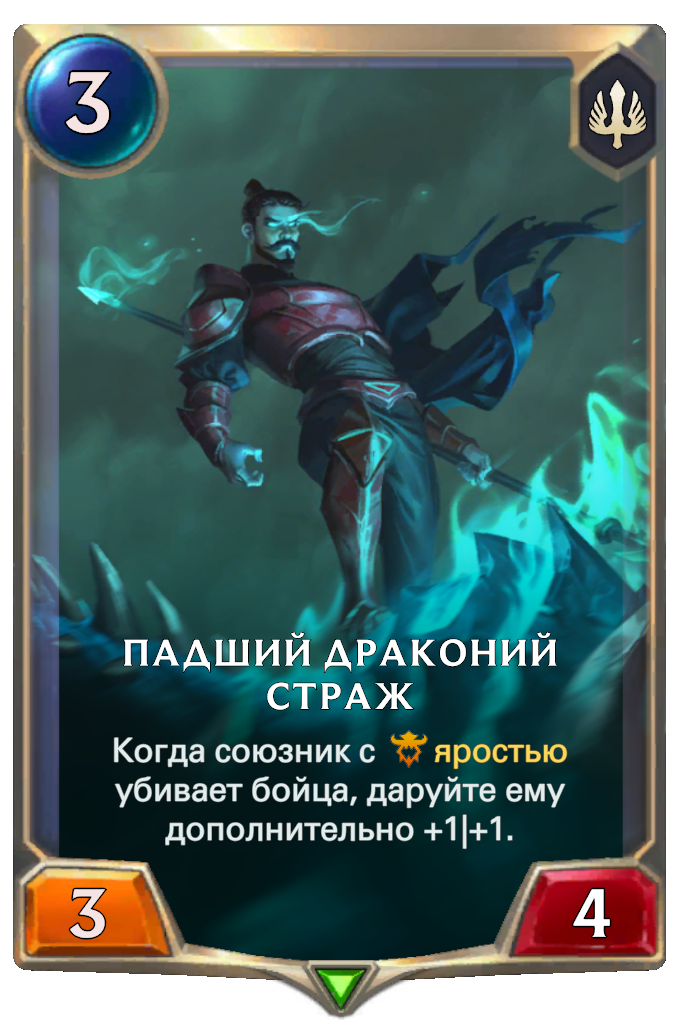 3
ПАДШИЙ ДРАКОНИЙ
СТРАЖ
Когда союзник с яростью
убивает бойца, даруйте ему
дополнительно +1|+1.
3
4